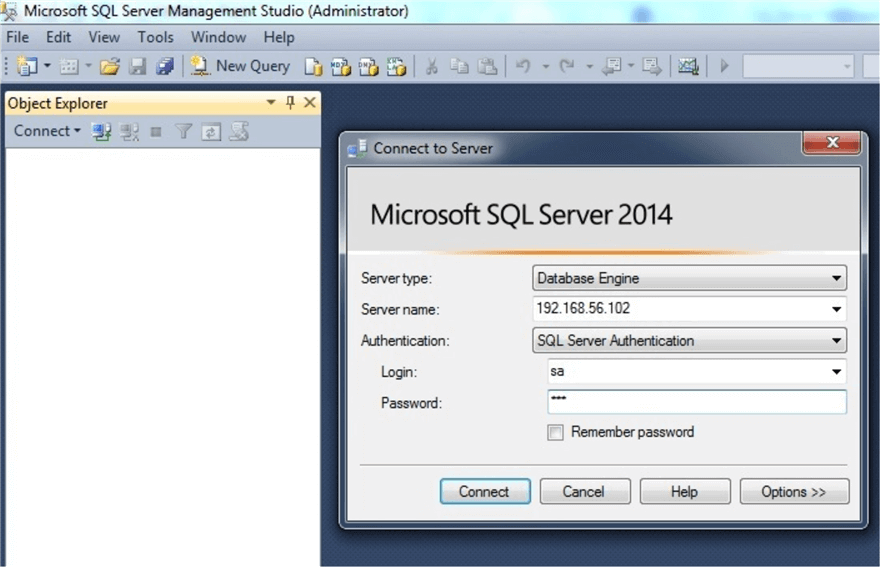 Microsoft SQL Server Management Studio (Administrator)
File Edit View Tools Window Help
New Query
Object Explorer
Connect
Connect to Server
Microsoft SQL Server 2014
Server type: Database Engine
Server name: 192.168.56.102
Authentication: SQL Server Authentication
Login: sa
Password: ***
Remember password
Connect Cancel Help Options >>